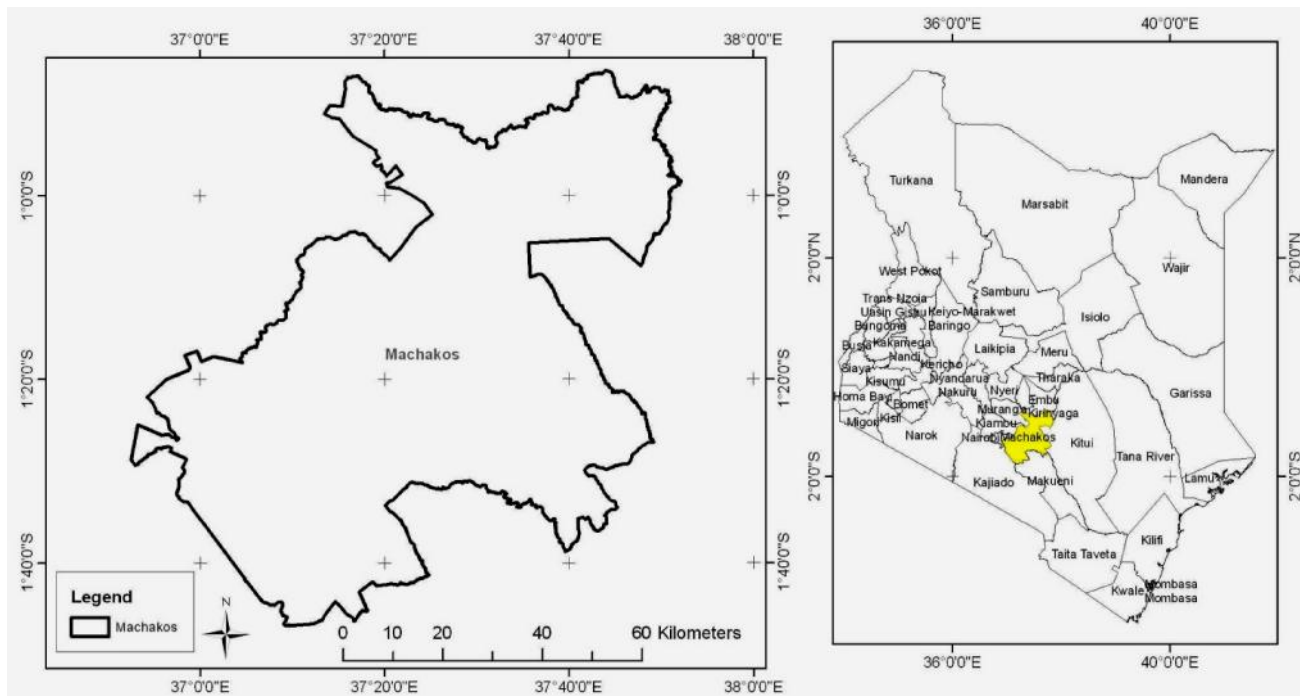 37°0'0"E 37°20'0"E 37°40'0"E 38°0'0"E
1°0'0"S 1°0'0"S
1°20'0"S 1°20'0"S
1°40'0"S 1°40'0"S
Machakos
Legend
Machakos
N
0 10 20 40 60 Kilometers
37°0'0"E 37°20'0"E 37°40'0"E 38°0'0"E
36°0'0"E 40°0'0"E
2°0'0"N 2°0'0"N
2°0'0"S 2°0'0"S
Turkana
Mandera
Marsabit
Wajir
West Pokot
Samburu
Trans Nzoia
Uasin Gishu Keiyo-Marakwet
Isiolo
Bungoma Baringo
Busia Kakamega Laikipia Meru
Nandi
Siaya Kericho
Kisumu Nyandarua Tharaka
Homa Bay Nakuru Nyeri Garissa
Bomet Embu
Migori Kisii Muranga Kirinyaga
Kiambu
Narok Nairobi Machakos Kitui
Tana River
Kajiado Makueni Lamu
Taita Taveta Kilifi
Kwale Mombasa
Mombasa
36°0'0"E 40°0'0"E